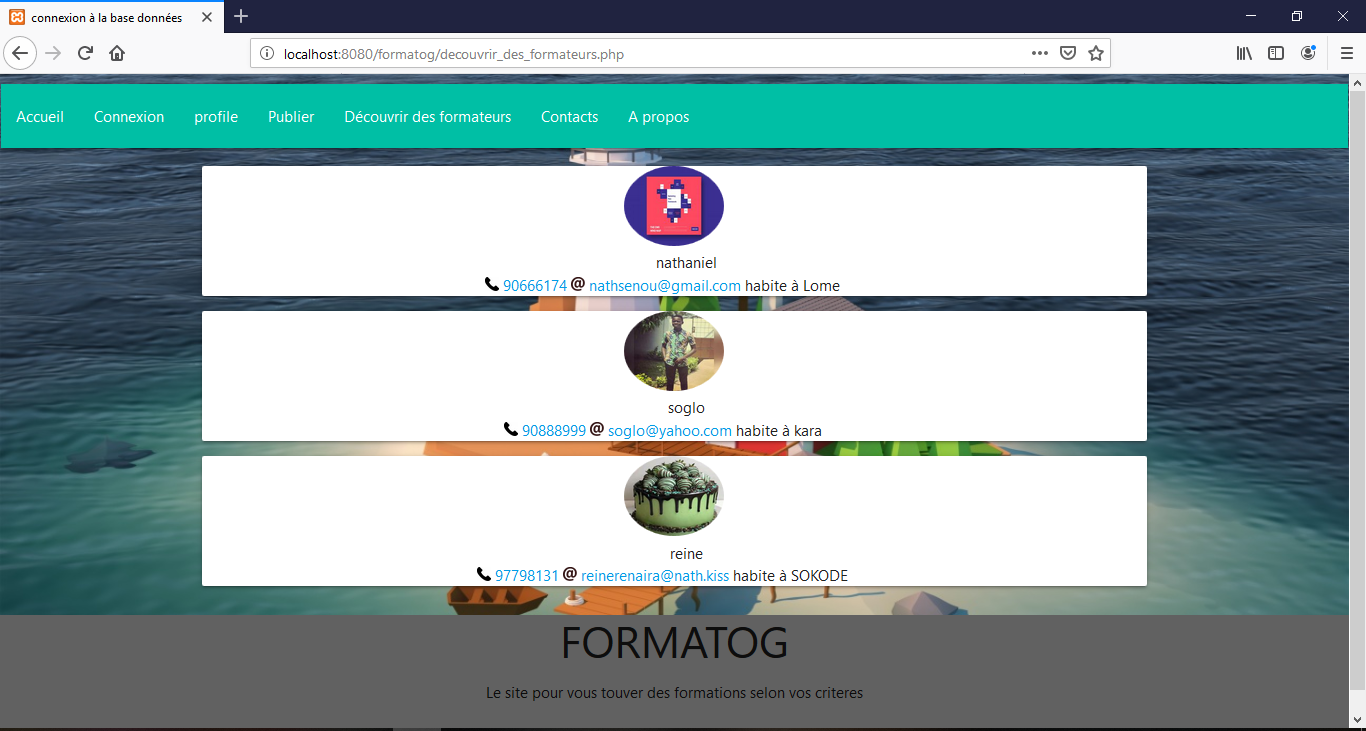 connexion à la base données
localhost:8080/formatog/decouvrir_des_formateurs.php
Accueil Connexion profile Publier Découvrir des formateurs Contacts A propos
nathaniel
90666174 @ nathsenou@gmail.com habite à Lome
soglo
90888999 @ soglo@yahoo.com habite à kara
reine
97798131 @ reinerenaira@nath.kiss habite à SOKODE
FORMATOG
Le site pour vous touver des formations selon vos criteres